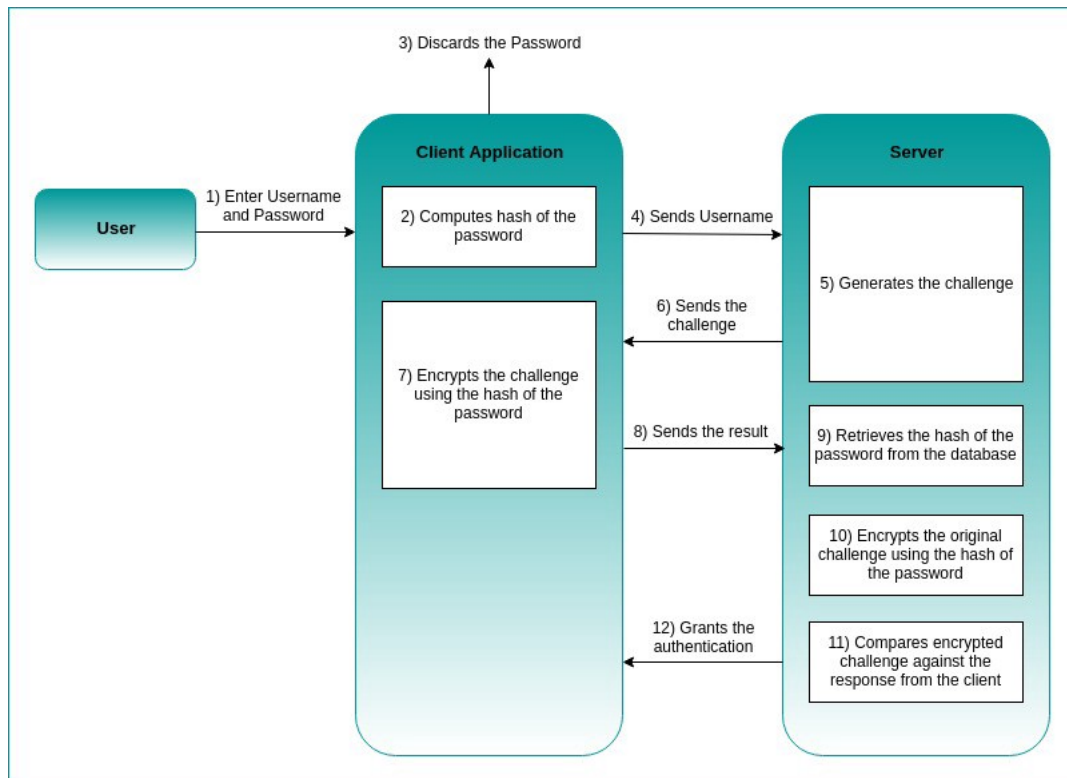 3) Discards the Password
Client Application
Server
User
1) Enter Username
and Password
2) Computes hash of the
password
4) Sends Username
5) Generates the challenge
6) Sends the
challenge
7) Encrypts the challenge
using the hash of the
password
8) Sends the result
9) Retrieves the hash of the
password from the database
10) Encrypts the original
challenge using the hash of
the password
11) Compares encrypted
challenge against the
response from the client
12) Grants the
authentication